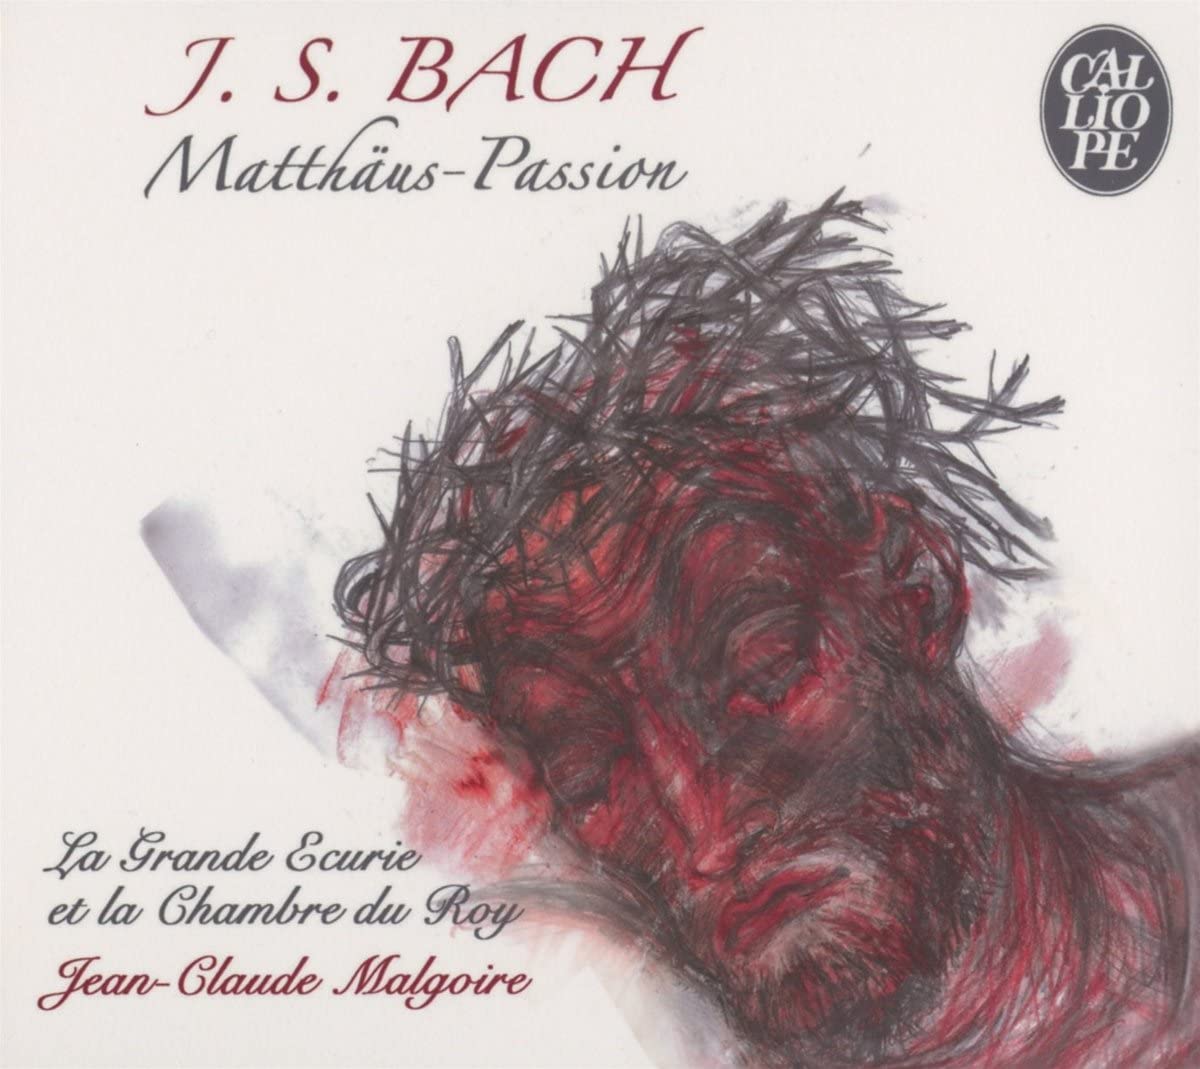 J. S. BACH
Matthäus-Passion
CAL
LIO
PE
La Grande Ecurie
et la Chambre du Roy
Jean-Claude Malgoire